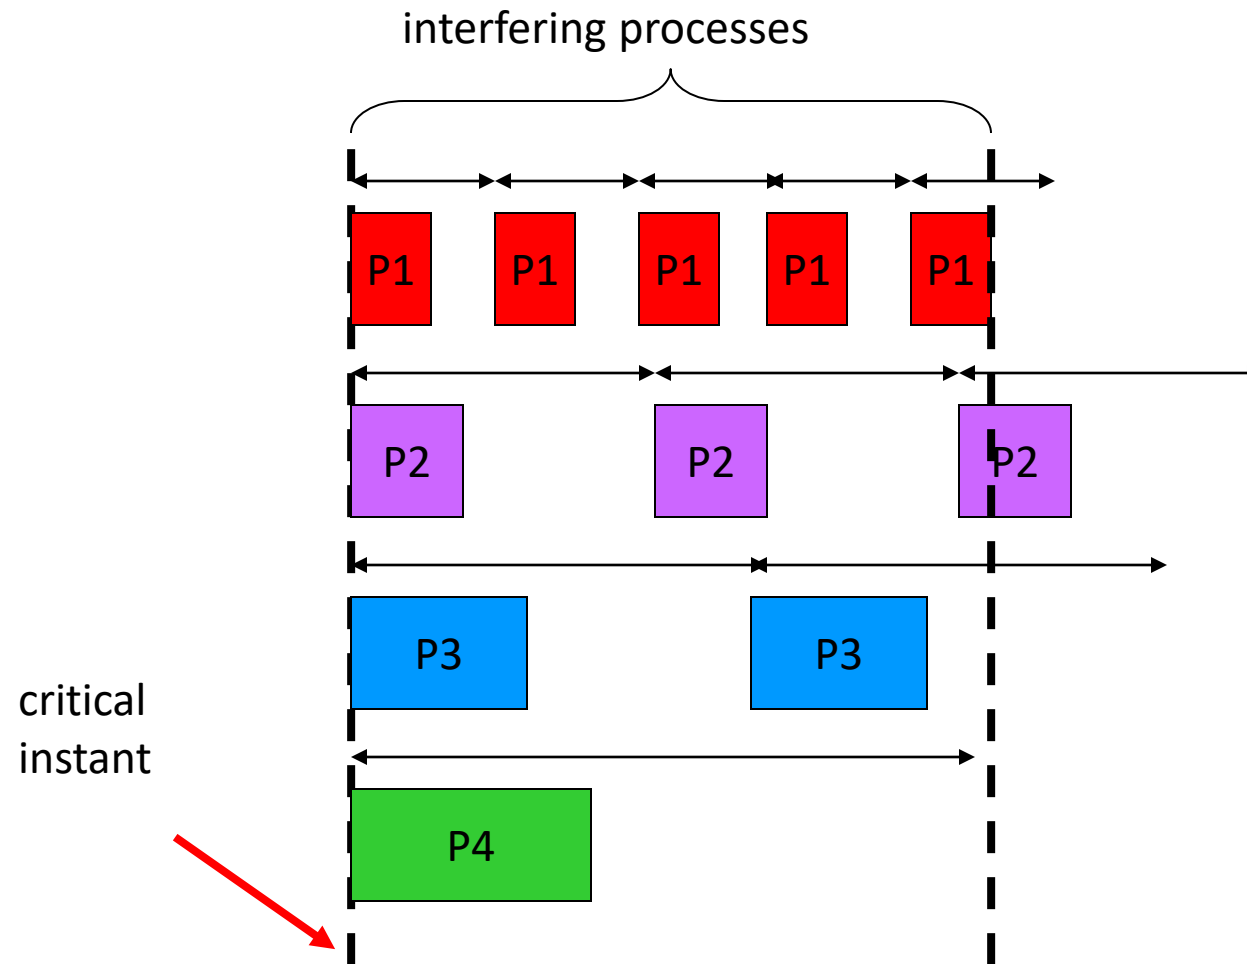 interfering processes
P1 P1 P1 P1 P1
P2 P2 P2
P3 P3
critical
instant
P4